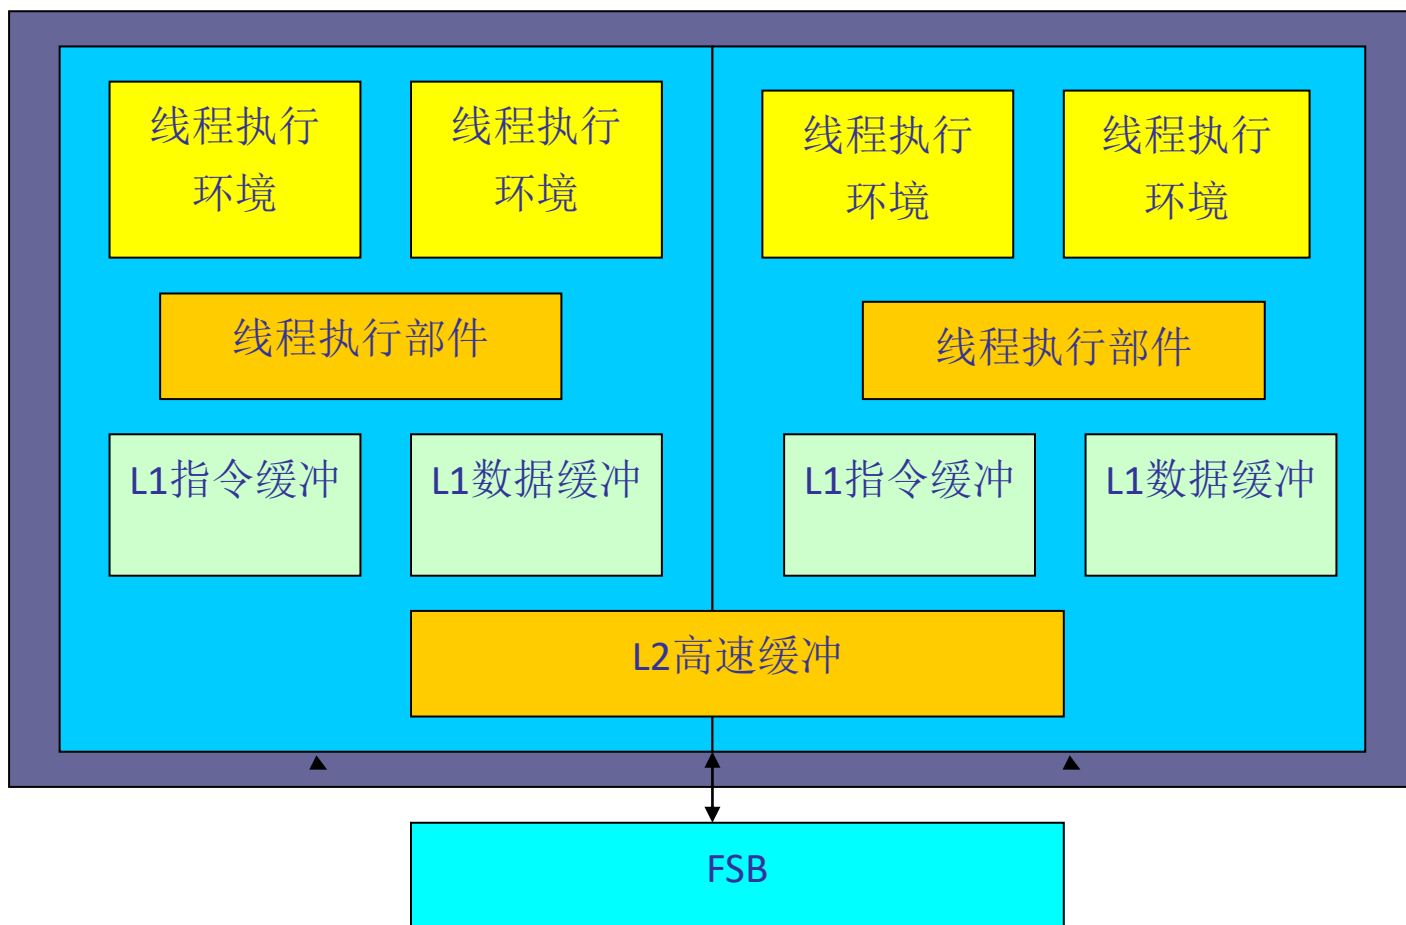 线程执行
环境
线程执行
环境
线程执行
环境
线程执行
环境
线程执行部件
线程执行部件
L1指令缓冲
L1数据缓冲
L1指令缓冲
L1数据缓冲
L2高速缓冲
FSB